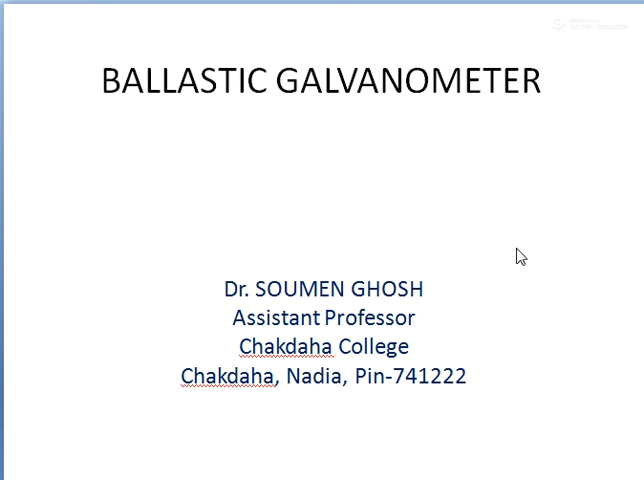 BALLASTIC GALVANOMETER
Dr. SOUMEN GHOSH
Assistant Professor
Chakdaha College
Chakdaha, Nadia, Pin-741222